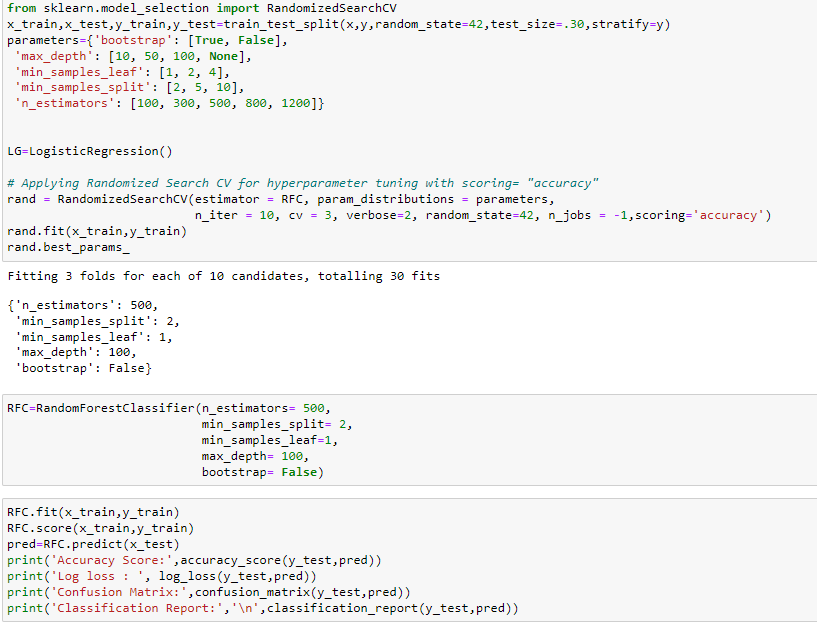 from sklearn.model_selection import RandomizedSearchCV
x_train,x_test,y_train,y_test=train_test_split(x,y,random_state=42,test_size=.30,stratify=y)
parameters={'bootstrap': [True, False],
 'max_depth': [10, 50, 100, None],
 'min_samples_leaf': [1, 2, 4],
 'min_samples_split': [2, 5, 10],
 'n_estimators': [100, 300, 500, 800, 1200]}
LG=LogisticRegression()
# Applying Randomized Search CV for hyperparameter tuning with scoring= "accuracy"
rand = RandomizedSearchCV(estimator = RFC, param_distributions = parameters,
                         n_iter = 10, cv = 3, verbose=2, random_state=42, n_jobs = -1,scoring='accuracy')
rand.fit(x_train,y_train)
rand.best_params_
Fitting 3 folds for each of 10 candidates, totalling 30 fits
{'n_estimators': 500,
 'min_samples_split': 2,
 'min_samples_leaf': 1,
 'max_depth': 100,
 'bootstrap': False}
RFC=RandomForestClassifier(n_estimators= 500,
                          min_samples_split= 2,
                          min_samples_leaf=1,
                          max_depth= 100,
                          bootstrap= False)
RFC.fit(x_train,y_train)
RFC.score(x_train,y_train)
pred=RFC.predict(x_test)
print('Accuracy Score:',accuracy_score(y_test,pred))
print('Log loss : ', log_loss(y_test,pred))
print('Confusion Matrix:',confusion_matrix(y_test,pred))
print('Classification Report:','\n',classification_report(y_test,pred))